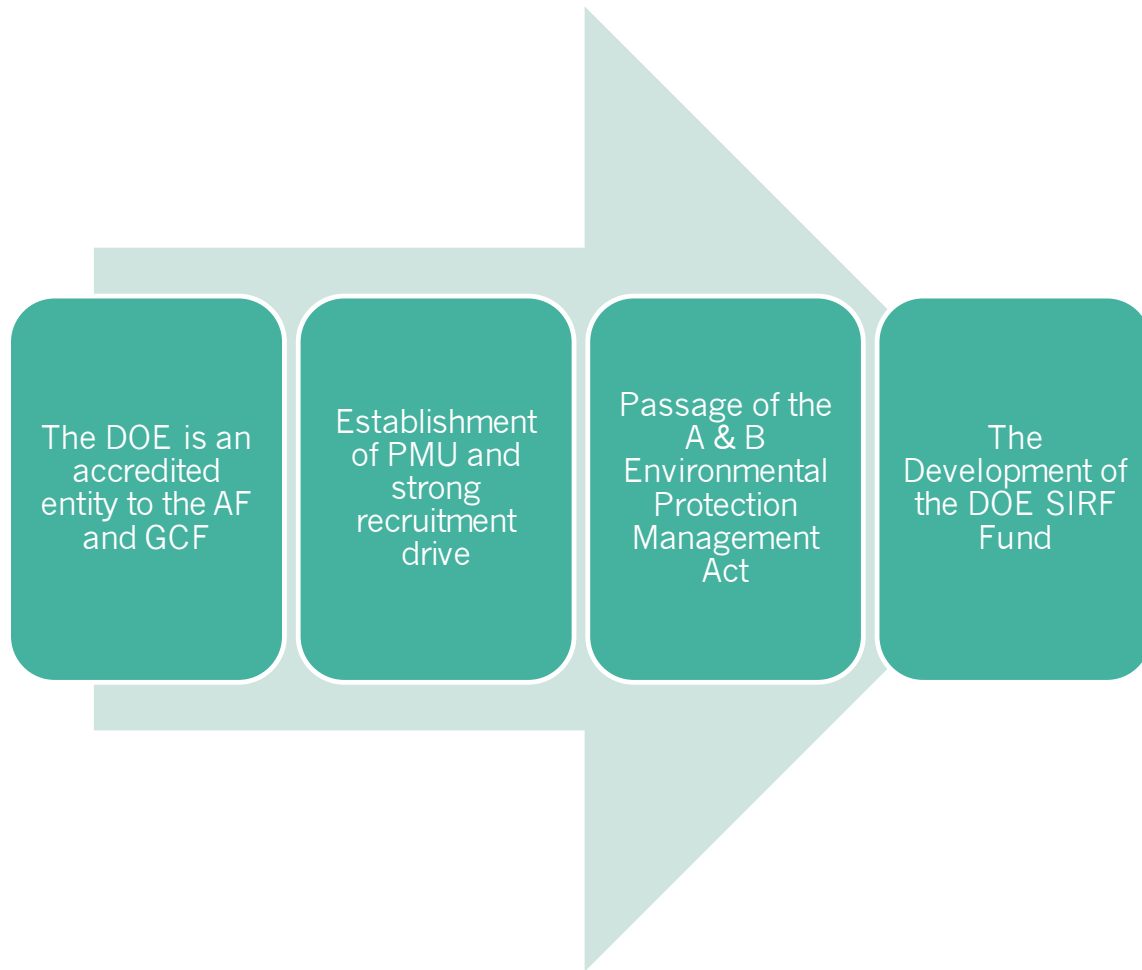 The DOE is an
accredited
entity to the AF
and GCF
Establishment
of PMU and
strong
recruitment
drive
Passage of the
A & B
Environmental
Protection
Management
Act
The
Development of
the DOE SIRF
Fund